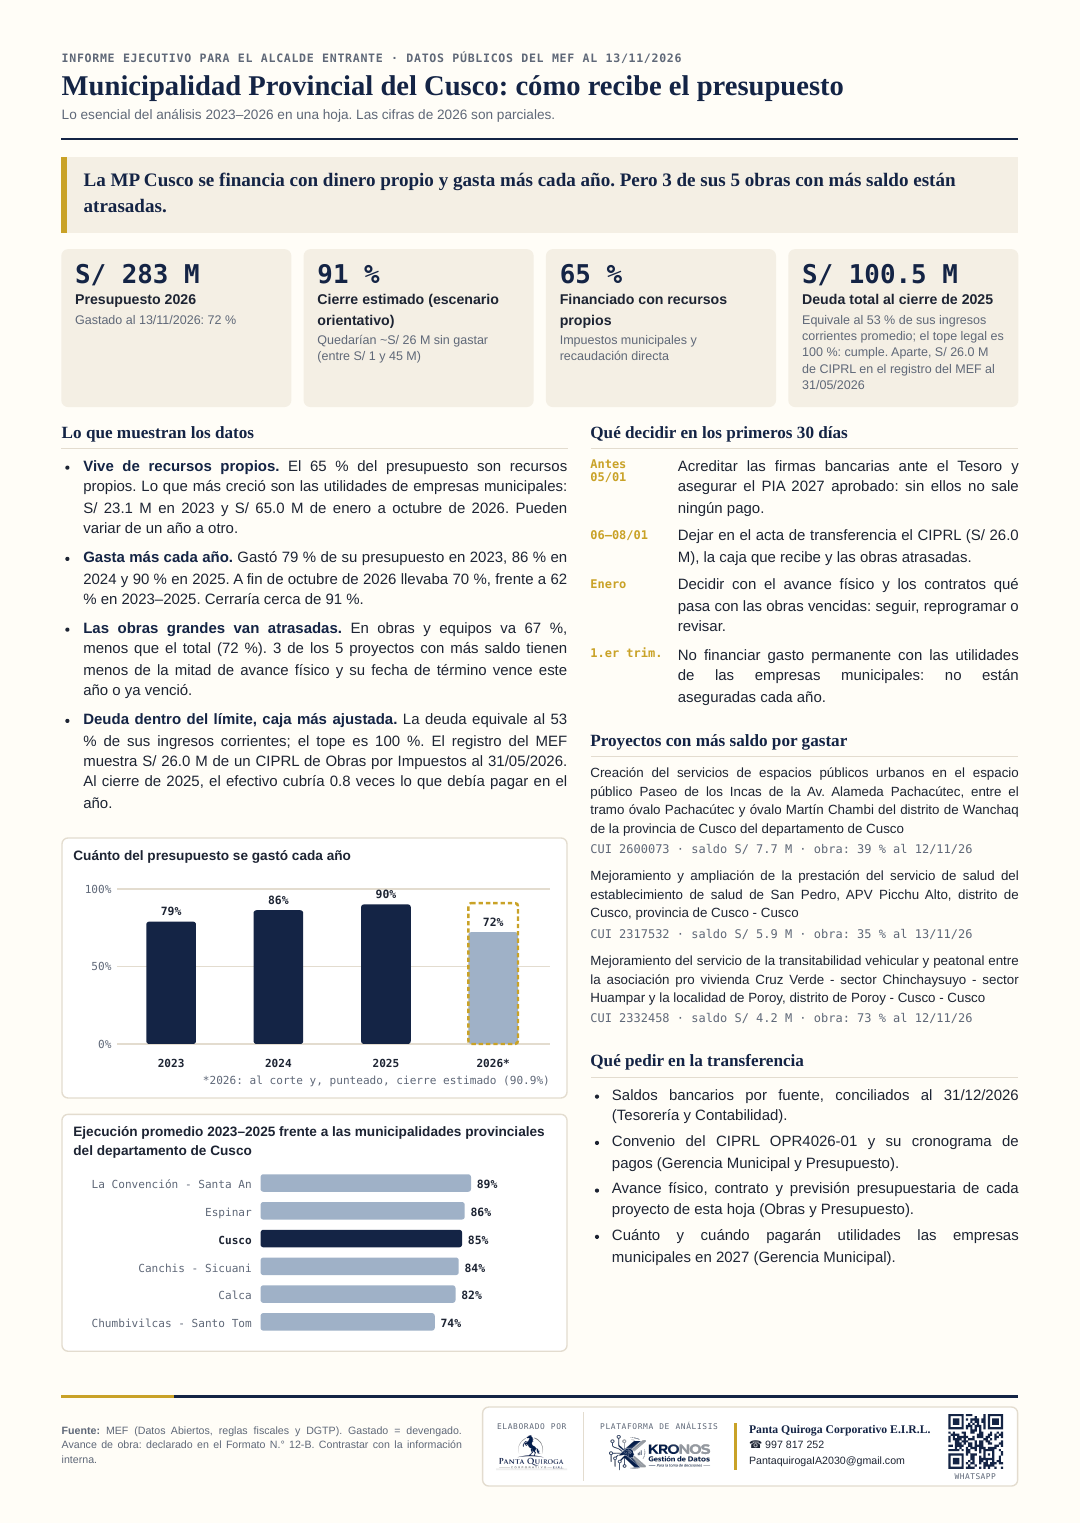 INFORME EJECUTIVO PARA EL ALCALDE ENTRANTE · DATOS PÚBLICOS DEL MEF AL 13/11/2026
Municipalidad Provincial del Cusco: cómo recibe el presupuesto
Lo esencial del análisis 2023–2026 en una hoja. Las cifras de 2026 son parciales.
La MP Cusco se financia con dinero propio y gasta más cada año. Pero 3 de sus 5 obras con más saldo están
atrasadas.
S/ 283 M
Presupuesto 2026
Gastado al 13/11/2026: 72 %
91 %
Cierre estimado (escenario
orientativo)
Quedarían ~S/ 26 M sin gastar
(entre S/ 1 y 45 M)
65 %
Financiado con recursos
propios
Impuestos municipales y
recaudación directa
S/ 100.5 M
Deuda total al cierre de 2025
Equivale al 53 % de sus ingresos
corrientes promedio; el tope legal es
100 %: cumple. Aparte, S/ 26.0 M
de CIPRL en el registro del MEF al
31/05/2026
Lo que muestran los datos
• Vive de recursos propios. El 65 % del presupuesto son recursos
propios. Lo que más creció son las utilidades de empresas municipales:
S/ 23.1 M en 2023 y S/ 65.0 M de enero a octubre de 2026. Pueden
variar de un año a otro.
• Gasta más cada año. Gastó 79 % de su presupuesto en 2023, 86 % en
2024 y 90 % en 2025. A fin de octubre de 2026 llevaba 70 %, frente a 62
% en 2023–2025. Cerraría cerca de 91 %.
• Las obras grandes van atrasadas. En obras y equipos va 67 %,
menos que el total (72 %). 3 de los 5 proyectos con más saldo tienen
menos de la mitad de avance físico y su fecha de término vence este
año o ya venció.
• Deuda dentro del límite, caja más ajustada. La deuda equivale al 53
% de sus ingresos corrientes; el tope es 100 %. El registro del MEF
muestra S/ 26.0 M de un CIPRL de Obras por Impuestos al 31/05/2026.
Al cierre de 2025, el efectivo cubría 0.8 veces lo que debía pagar en el
año.
Cuánto del presupuesto se gastó cada año
100%
50%
0%
79%
86%
90%
72%
2023
2024
2025
2026*
*2026: al corte y, punteado, cierre estimado (90.9%)
Ejecución promedio 2023–2025 frente a las municipalidades provinciales
del departamento de Cusco
La Convención - Santa An 89%
Espinar 86%
Cusco 85%
Canchis - Sicuani 84%
Calca 82%
Chumbivilcas - Santo Tom 74%
Qué decidir en los primeros 30 días
Antes
05/01
Acreditar las firmas bancarias ante el Tesoro y
asegurar el PIA 2027 aprobado: sin ellos no sale
ningún pago.
06–08/01
Dejar en el acta de transferencia el CIPRL (S/ 26.0
M), la caja que recibe y las obras atrasadas.
Enero
Decidir con el avance físico y los contratos qué
pasa con las obras vencidas: seguir, reprogramar o
revisar.
1.er trim.
No financiar gasto permanente con las utilidades
de las empresas municipales: no están
aseguradas cada año.
Proyectos con más saldo por gastar
Creación del servicios de espacios públicos urbanos en el espacio
público Paseo de los Incas de la Av. Alameda Pachacútec, entre el
tramo óvalo Pachacútec y óvalo Martín Chambi del distrito de Wanchaq
de la provincia de Cusco del departamento de Cusco
CUI 2600073 · saldo S/ 7.7 M · obra: 39 % al 12/11/26
Mejoramiento y ampliación de la prestación del servicio de salud del
establecimiento de salud de San Pedro, APV Picchu Alto, distrito de
Cusco, provincia de Cusco - Cusco
CUI 2317532 · saldo S/ 5.9 M · obra: 35 % al 13/11/26
Mejoramiento del servicio de la transitabilidad vehicular y peatonal entre
la asociación pro vivienda Cruz Verde - sector Chinchaysuyo - sector
Huampar y la localidad de Poroy, distrito de Poroy - Cusco - Cusco
CUI 2332458 · saldo S/ 4.2 M · obra: 73 % al 12/11/26
Qué pedir en la transferencia
• Saldos bancarios por fuente, conciliados al 31/12/2026
(Tesorería y Contabilidad).
• Convenio del CIPRL OPR4026-01 y su cronograma de
pagos (Gerencia Municipal y Presupuesto).
• Avance físico, contrato y previsión presupuestaria de cada
proyecto de esta hoja (Obras y Presupuesto).
• Cuánto y cuándo pagarán utilidades las empresas
municipales en 2027 (Gerencia Municipal).
Fuente: MEF (Datos Abiertos, reglas fiscales y DGTP). Gastado = devengado.
Avance de obra: declarado en el Formato N.° 12-B. Contrastar con la información
interna.
ELABORADO POR
PANTA QUIROGA
PLATAFORMA DE ANÁLISIS
KRONOS
Gestión de Datos
Panta Quiroga Corporativo E.I.R.L.
☎ 997 817 252
PantaquirogaIA2030@gmail.com
WHATSAPP